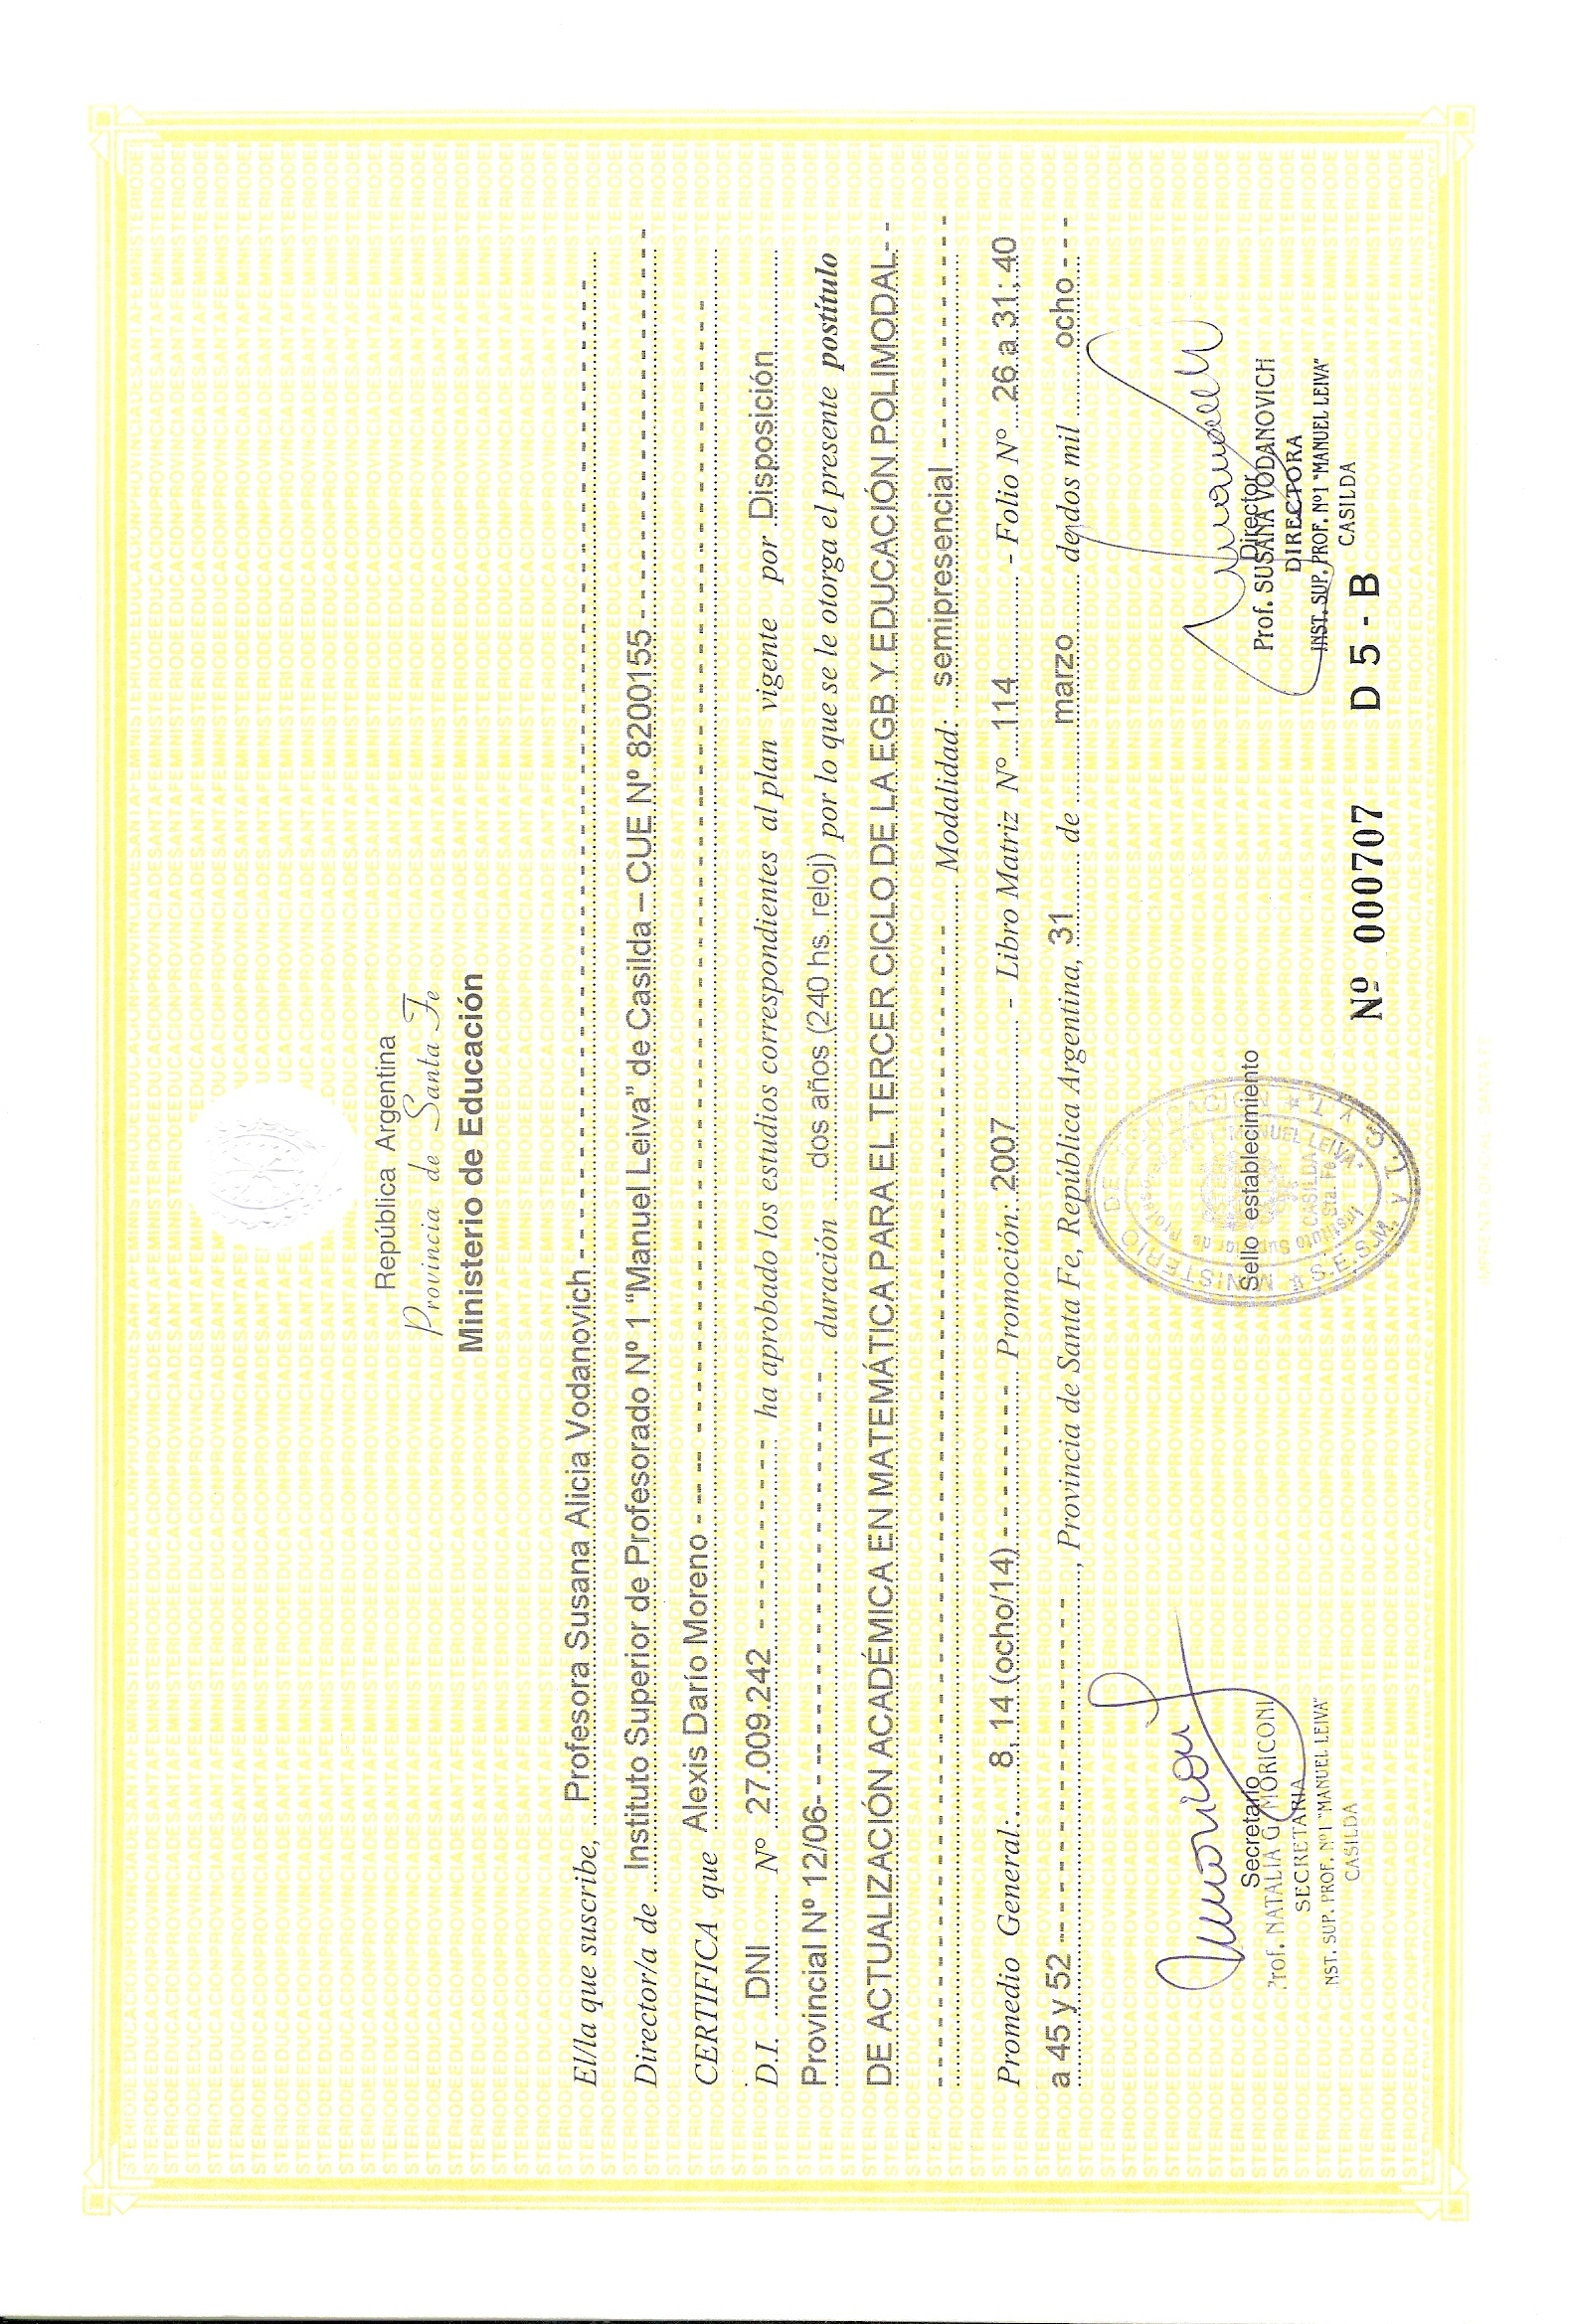 República Argentina
Provincia de Santa Fe
Ministerio de Educación
El/la que suscribe, Profesora Susana Alicia Vodanovich
Director/a de Instituto Superior de Profesorado Nº 1 “Manuel Leiva” de Casilda – CUE Nº 8200155
CERTIFICA que Alexis Darío Moreno
D.I. DNI Nº 27.009.242 ha aprobado los estudios correspondientes al plan vigente por Disposición
Provincial Nº 12/06 duración dos años (240 hs. reloj) por lo que se le otorga el presente postítulo
DE ACTUALIZACIÓN ACADÉMICA EN MATEMÁTICA PARA EL TERCER CICLO DE LA EGB Y EDUCACIÓN POLIMODAL
Modalidad: semipresencial
Promedio General: 8, 14 (ocho/14) Promoción: 2007 - Libro Matriz Nº 114 - Folio Nº 26 a 31; 40
a 45 y 52, Provincia de Santa Fe, República Argentina, 31 de marzo de dos mil ocho
Secretario
Prof. NATALIA G. MORICONI
SECRETARIA
INST. SUP. PROF. Nº1 "MANUEL LEIVA"
CASILDA
Sello establecimiento
MINISTERIO DE EDUCACION
CASILDA
Sta. Fe
Director
Prof. SUSANA VODANOVICH
DIRECTORA
INST. SUP. PROF. Nº1 "MANUEL LEIVA"
CASILDA
Nº 000707 D 5 - B
IMPRENTA OFICIAL - SANTA FE